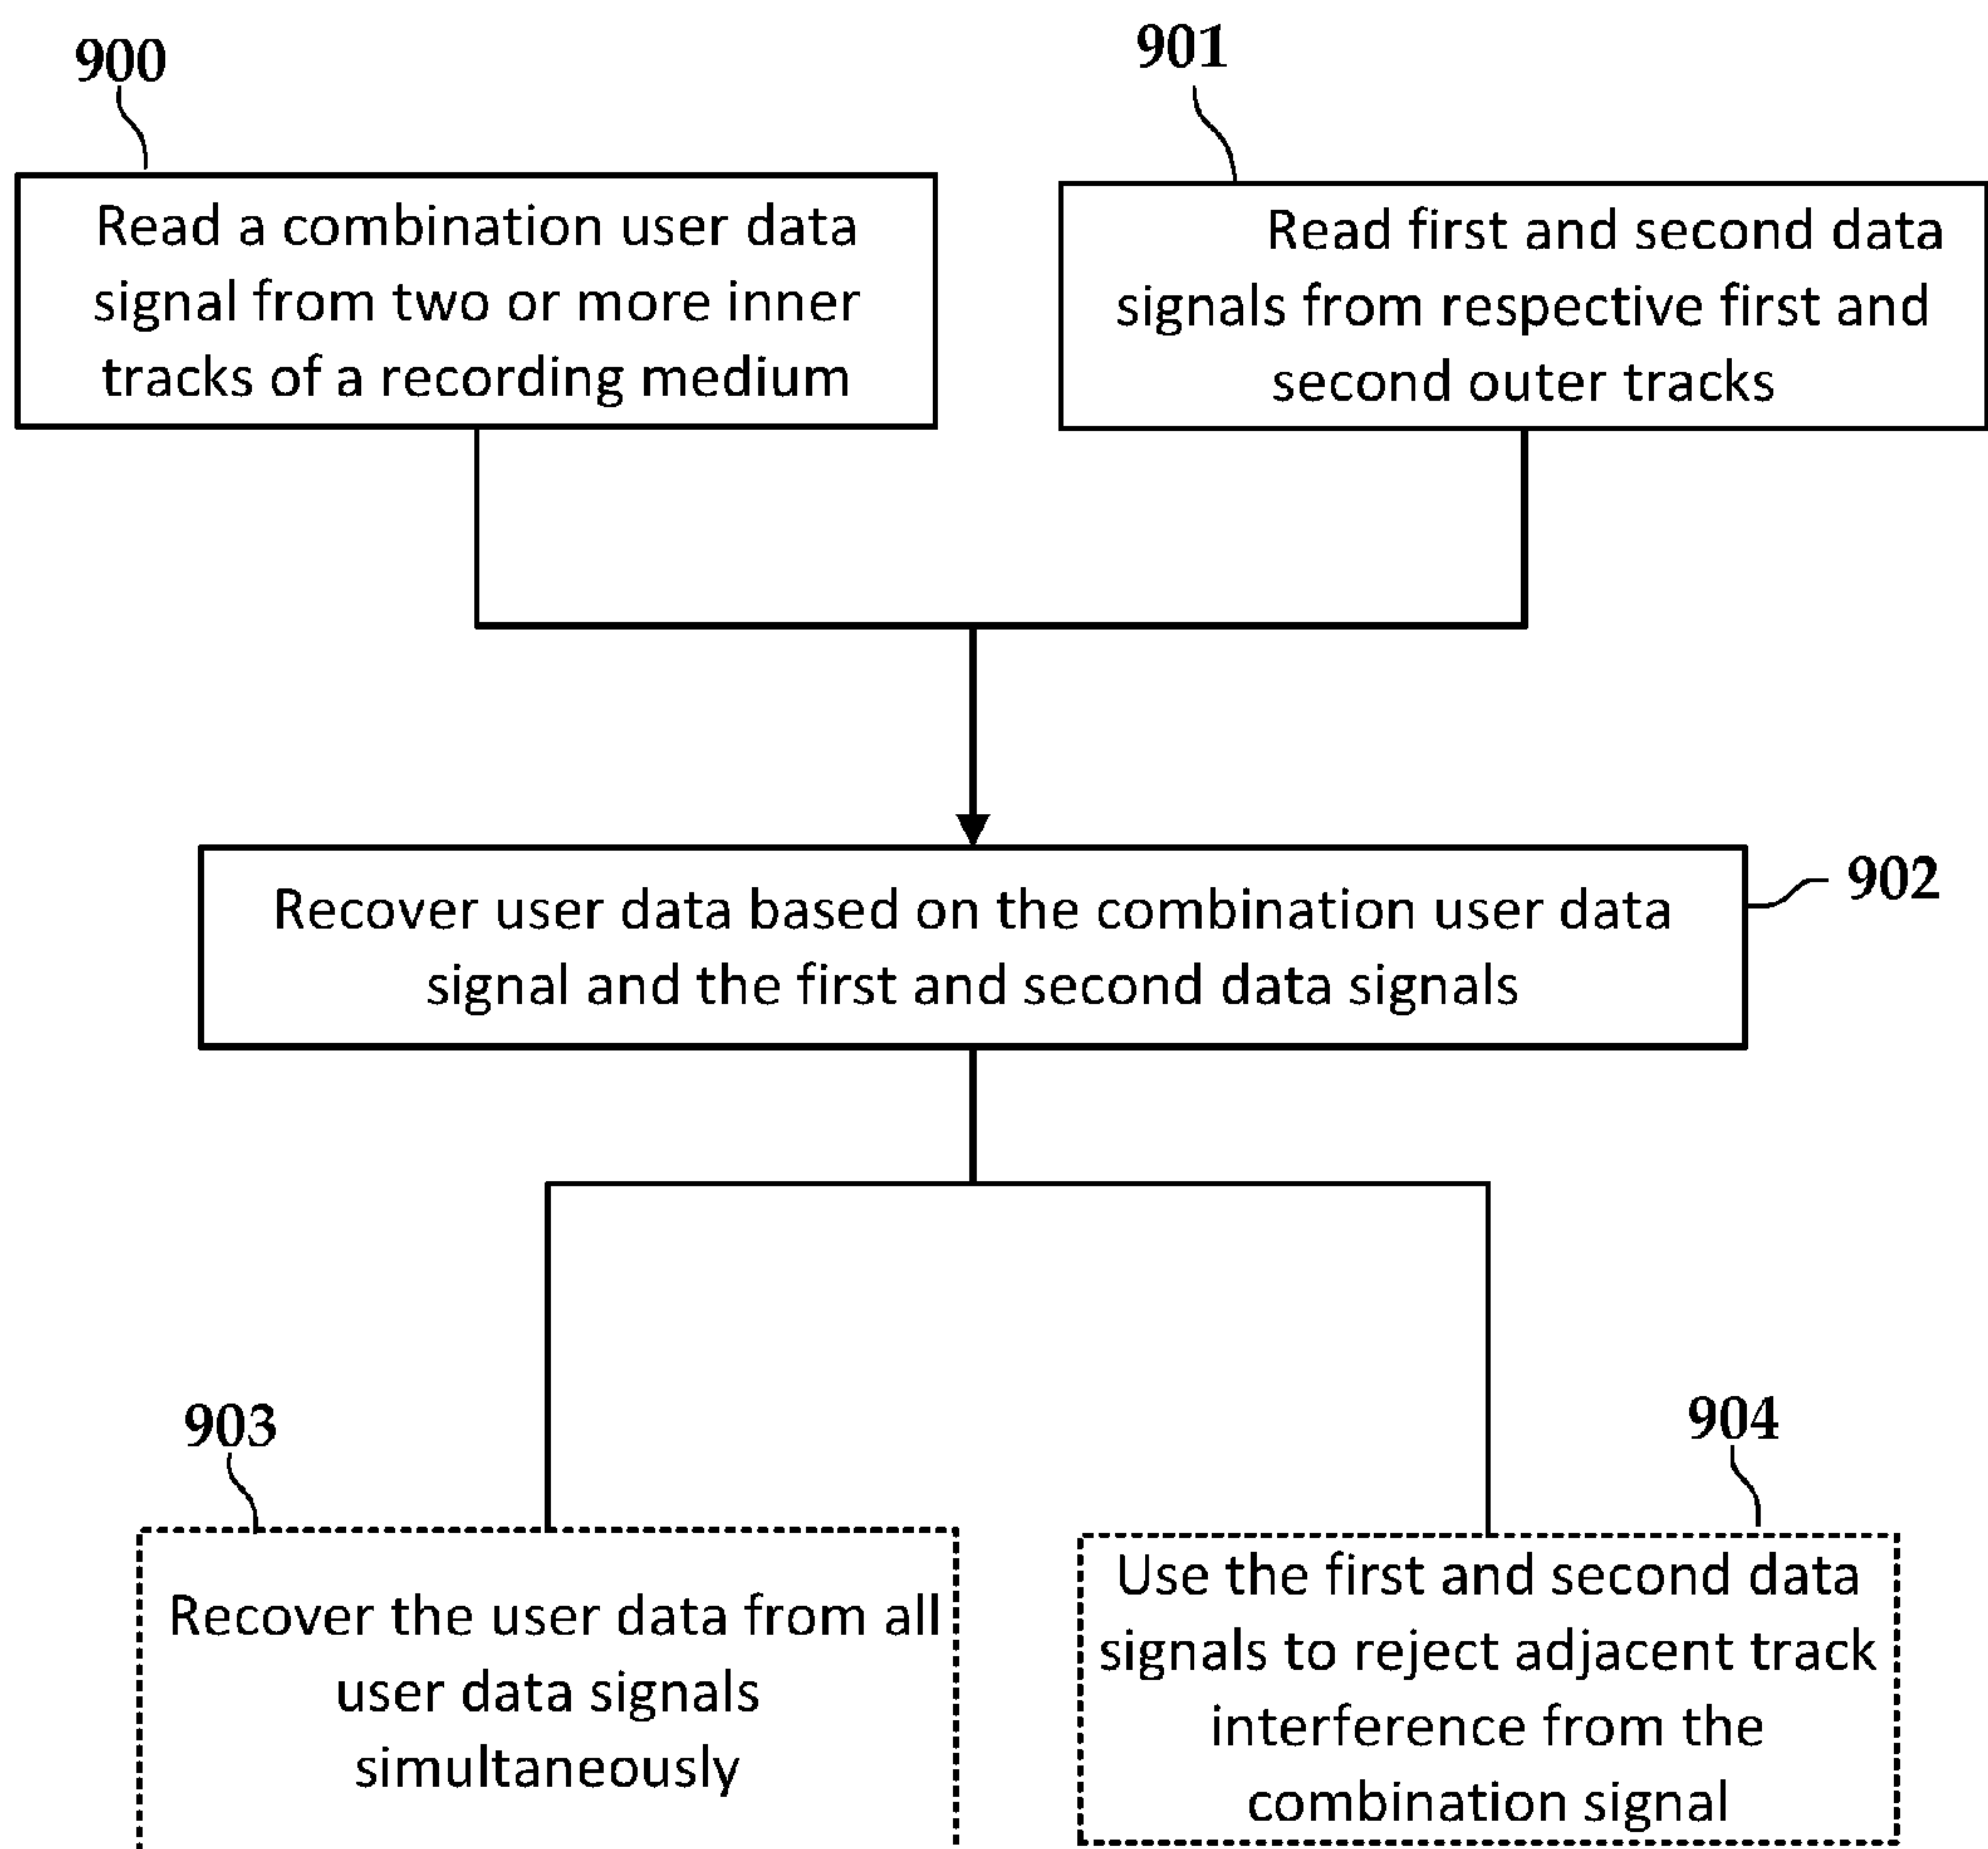 900
Read a combination user data
signal from two or more inner
tracks of a recording medium
901
Read first and second data
signals from respective first and
second outer tracks
902
Recover user data based on the combination user data
signal and the first and second data signals
903
Recover the user data from all
user data signals
simultaneously
904
Use the first and second data
signals to reject adjacent track
interference from the
combination signal